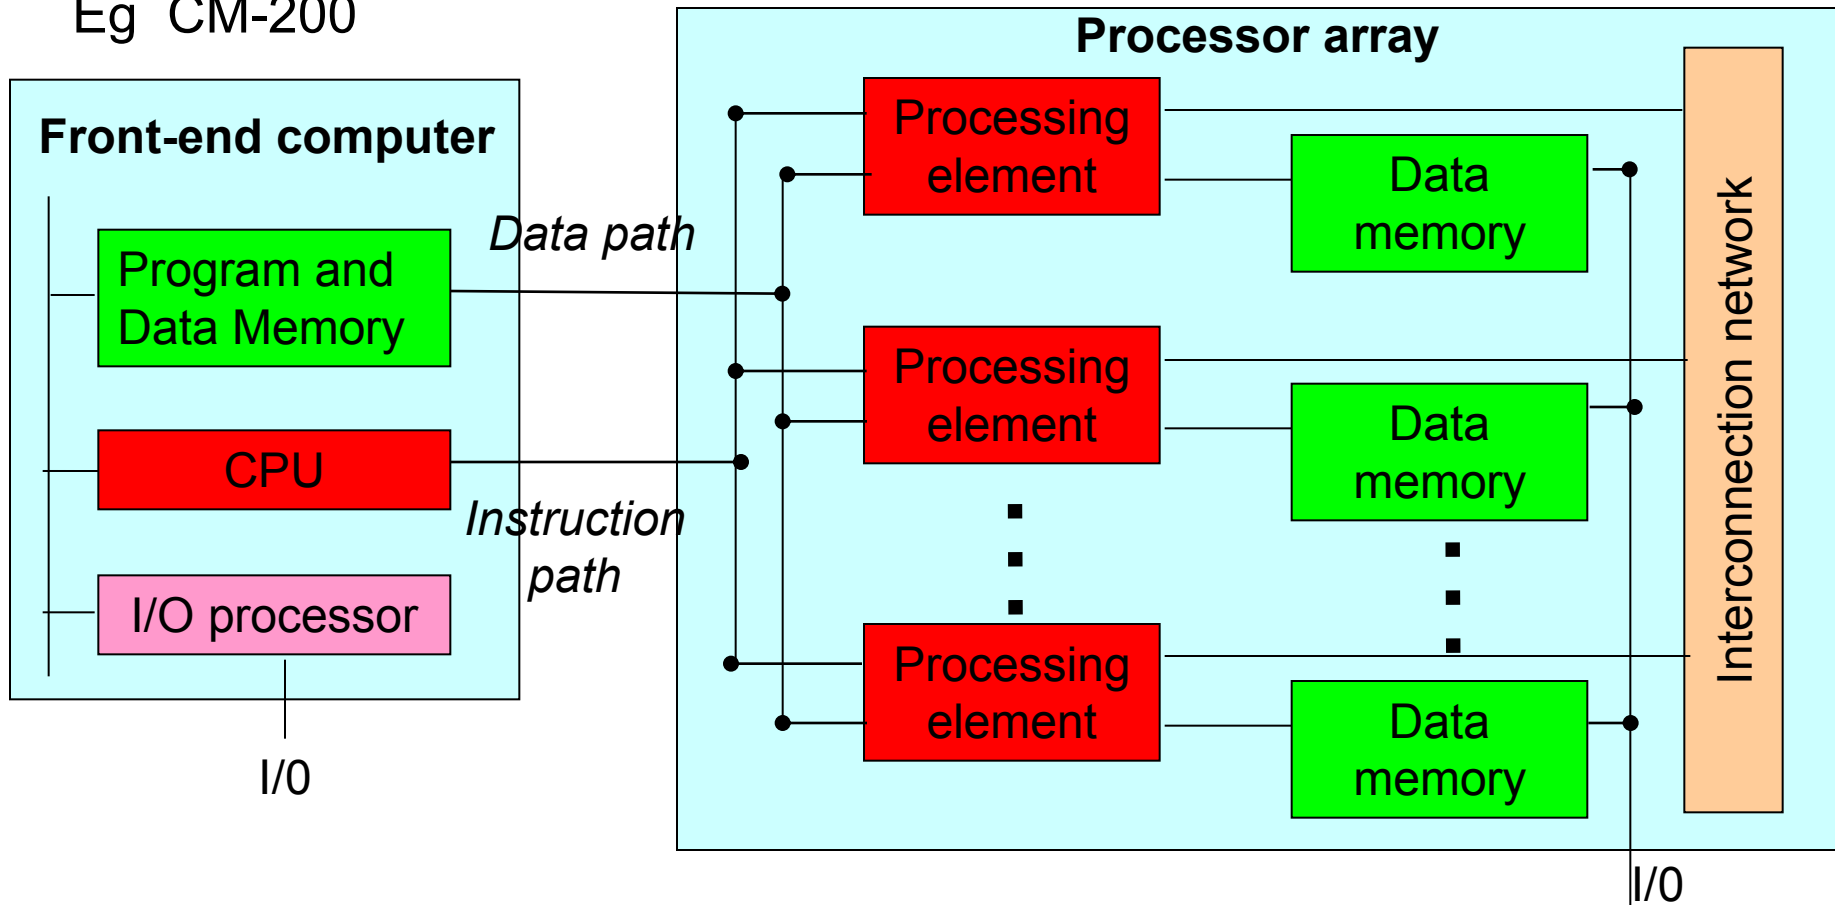 Eg CM-200
Front-end computer
Program and
Data Memory
CPU
I/O processor
I/0
Data path
Instruction
path
Processor array
Processing
element
Data
memory
Processing
element
Data
memory
Processing
element
Data
memory
Interconnection network
I/0